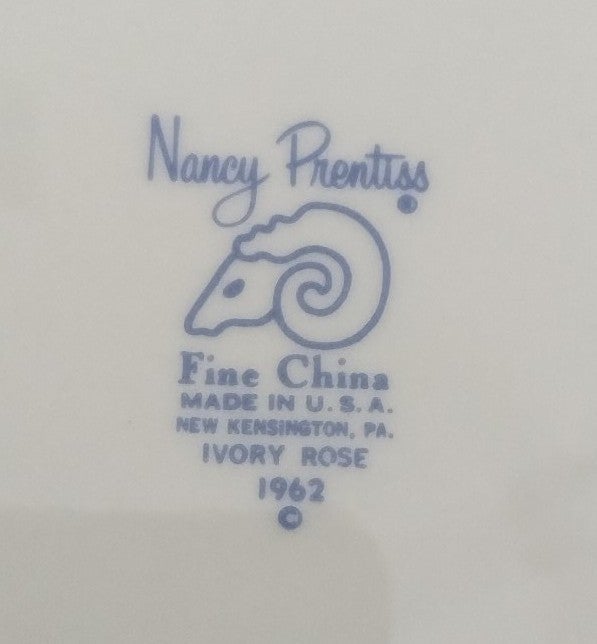 Nancy Prentiss
®
Fine China
MADE IN U.S.A.
NEW KENSINGTON, PA.
IVORY ROSE
1962
©